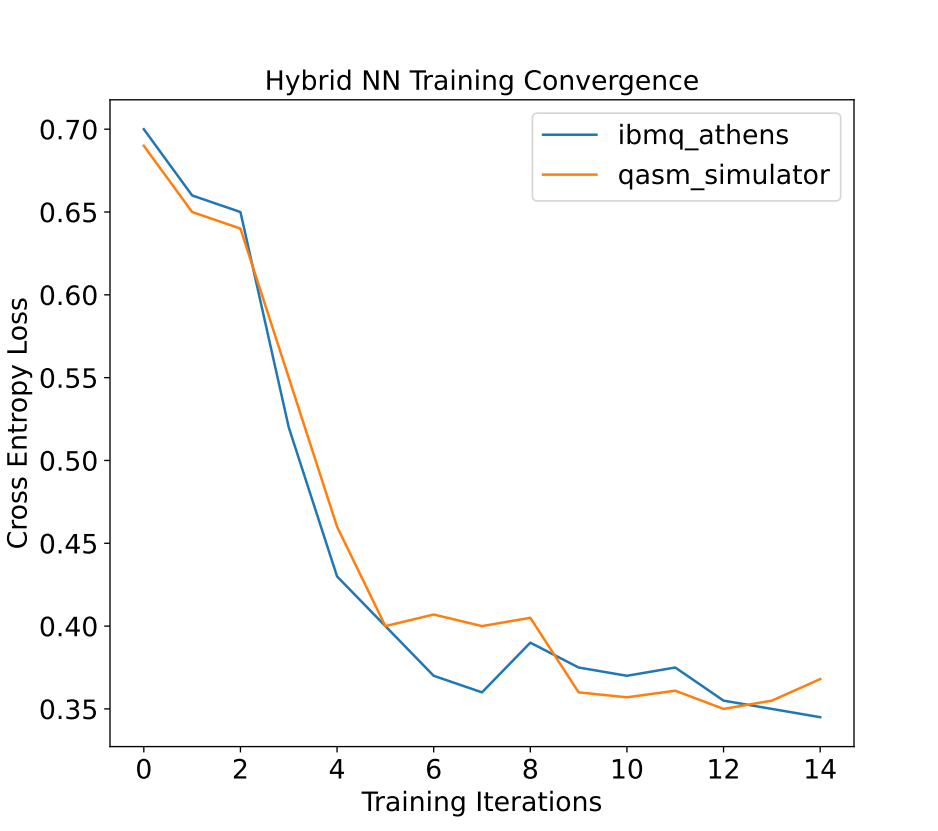 Hybrid NN Training Convergence
ibmq_athens
qasm_simulator
0.70
0.65
0.60
0.55
0.50
0.45
0.40
0.35
Cross Entropy Loss
0 2 4 6 8 10 12 14
Training Iterations